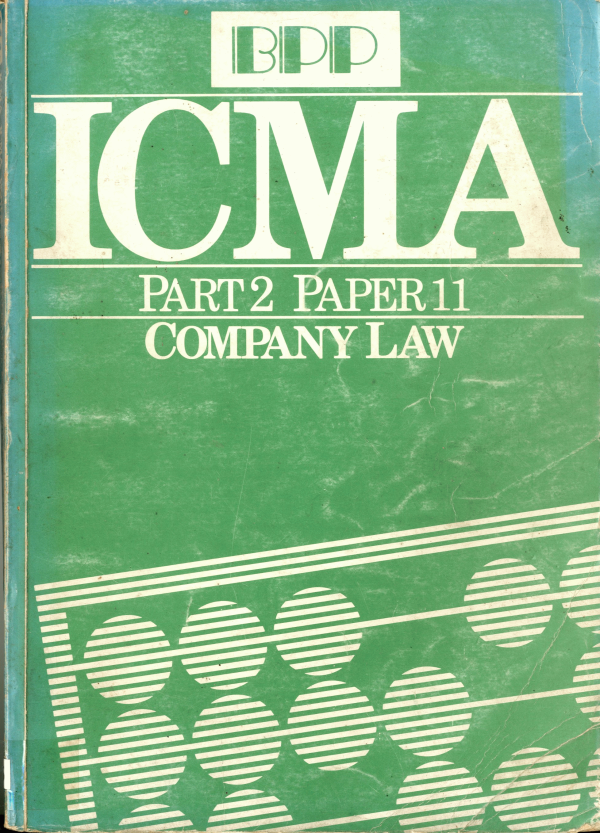 BPP
ICMA
PART 2 PAPER 11
COMPANY LAW